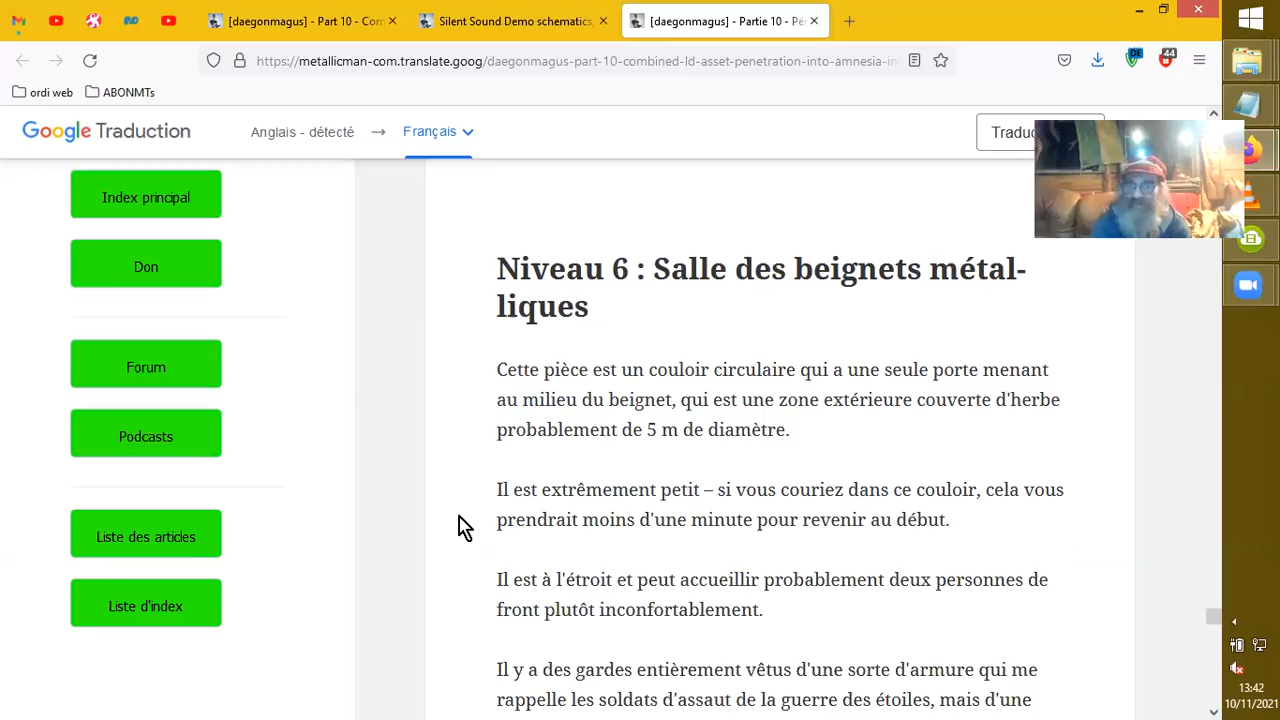 [daegonmagus] - Part 10 - Con
Silent Sound Demo schematics,
[daegonmagus] - Partie 10 - Pé
https://metallicman-com.translate.goog/daegonmagus-part-10-combined-ld-asset-penetration-into-amnesia-in
DE
44
ordi web
ABONMTs
Google Traduction
Anglais - détecté
Français
Index principal
Don
Forum
Podcasts
Liste des articles
Liste d'index
Niveau 6 : Salle des beignets métal-
liques
Cette pièce est un couloir circulaire qui a une seule porte menant
au milieu du beignet, qui est une zone extérieure couverte d'herbe
probablement de 5 m de diamètre.
Il est extrêmement petit – si vous couriez dans ce couloir, cela vous
prendrait moins d'une minute pour revenir au début.
Il est à l'étroit et peut accueillir probablement deux personnes de
front plutôt inconfortablement.
Il y a des gardes entièrement vêtus d'une sorte d'armure qui me
rappelle les soldats d'assaut de la guerre des étoiles, mais d'une
13:42
10/11/2021